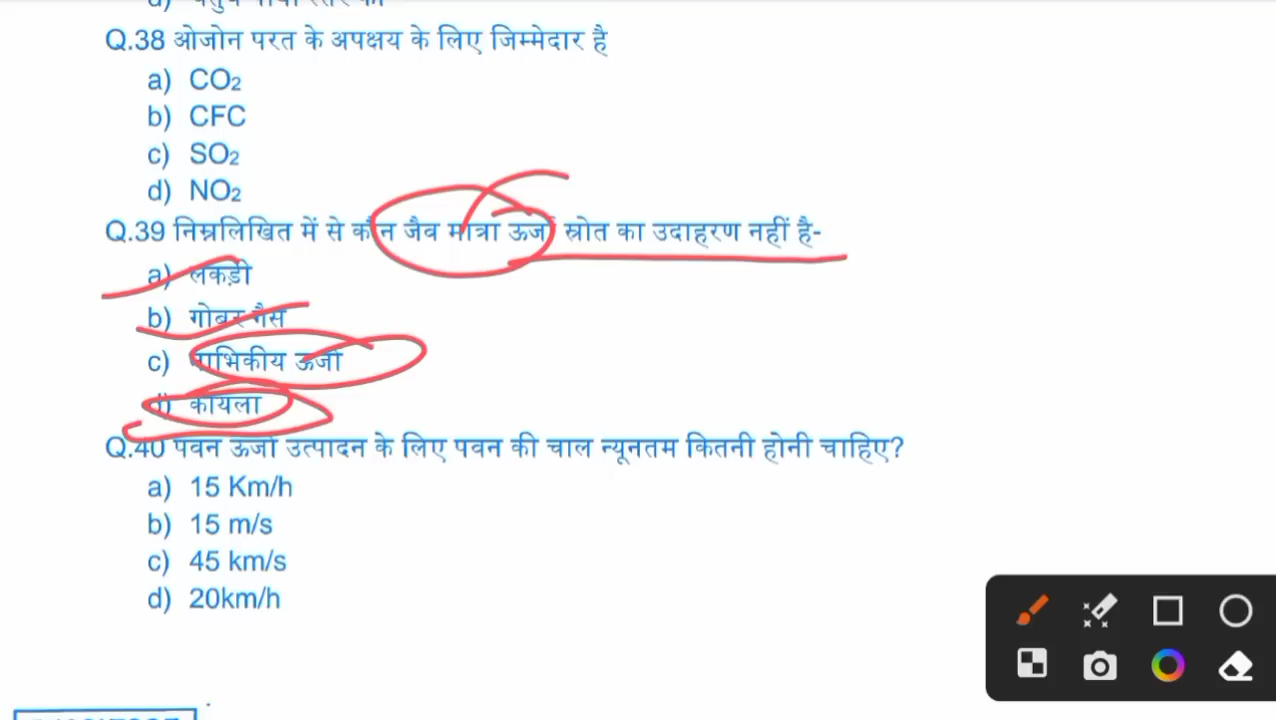 Q.38 ओजोन परत के अपक्षय के लिए जिम्मेदार है
a) CO₂
b) CFC
c) SO₂
d) NO₂
Q.39 निम्नलिखित में से कौन जैव मात्रा ऊर्जा स्रोत का उदाहरण नहीं है-
a) लकड़ी
b) गोबर गैस
c) नाभिकीय ऊर्जा
d) कोयला
Q.40 पवन ऊर्जा उत्पादन के लिए पवन की चाल न्यूनतम कितनी होनी चाहिए?
a) 15 Km/h
b) 15 m/s
c) 45 km/s
d) 20km/h